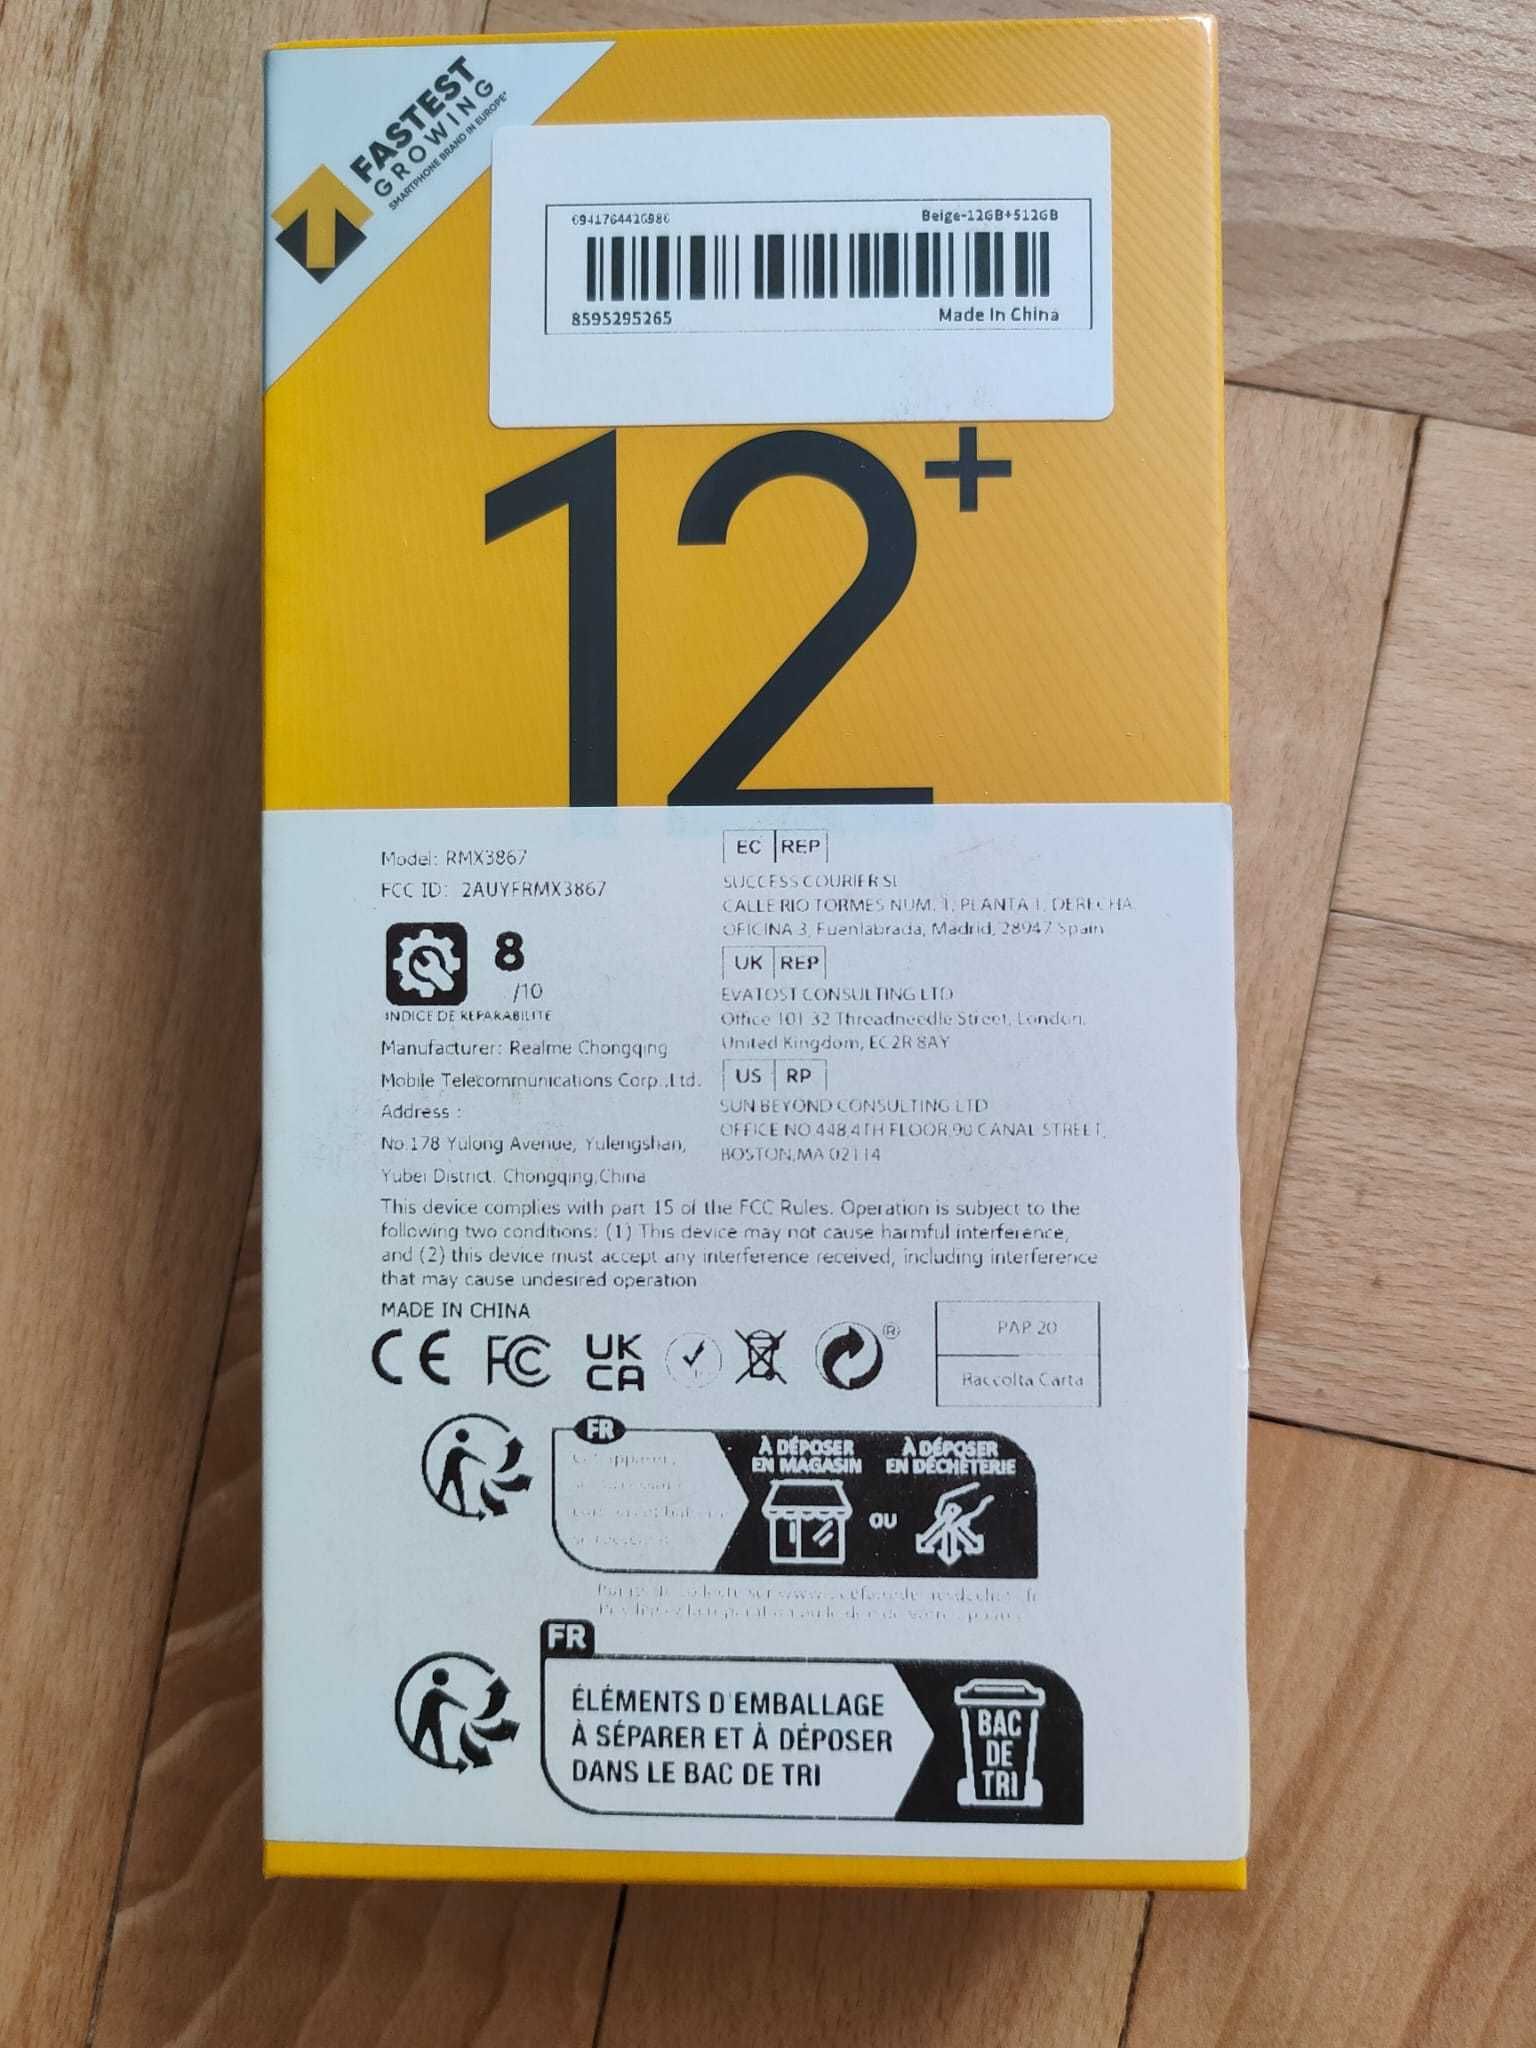 FASTEST
GROWING
SMARTPHONE BRAND IN EUROPE*
6941764426986
Beige-12GB+512GB
8595295265
Made In China
12+
Model: RMX3867
FCC ID: 2AUYFRMX3867
8
/10
INDICE DE REPARABILITE
Manufacturer: Realme Chongqing
Mobile Telecommunications Corp.,Ltd.
Address :
No.178 Yulong Avenue, Yulengshan,
Yubei District. Chongqing,China
EC REP
SUCCESS COURIER SL
CALLE RIO TORMES NUM. 1, PLANTA 1, DERECHA,
OFICINA 3, Fuenlabrada, Madrid, 28947 Spain
UK REP
EVATOST CONSULTING LTD
Office 101 32 Threadneedle Street, London,
United Kingdom, EC2R 8AY
US RP
SUN BEYOND CONSULTING LTD
OFFICE NO 448,4TH FLOOR,90 CANAL STREET,
BOSTON,MA 02114
This device complies with part 15 of the FCC Rules. Operation is subject to the
following two conditions: (1) This device may not cause harmful interference,
and (2) this device must accept any interference received, including interference
that may cause undesired operation
MADE IN CHINA
CE FC UK
CA
®
PAP 20
Raccolta Carta
FR
À DÉPOSER
EN MAGASIN
OU
À DÉPOSER
EN DÉCHÈTERIE
FR
ÉLÉMENTS D'EMBALLAGE
À SÉPARER ET À DÉPOSER
DANS LE BAC DE TRI
BAC
DE
TRI